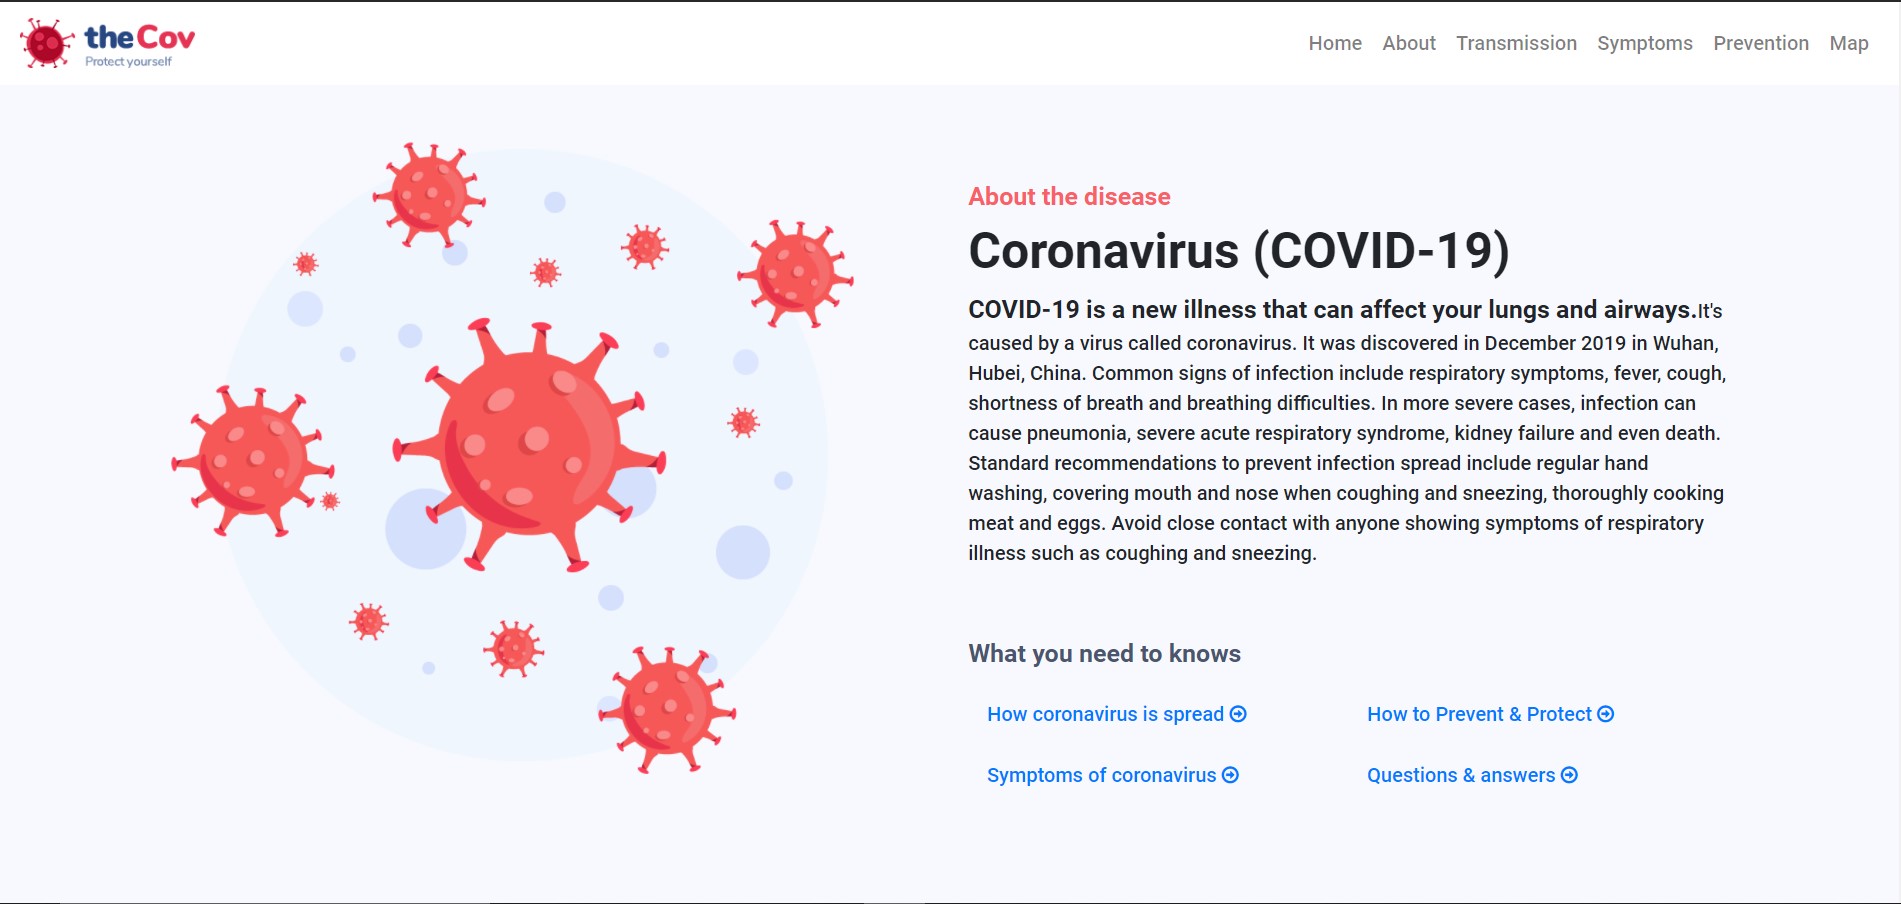 theCov
Protect yourself
Home About Transmission Symptoms Prevention Map
About the disease
Coronavirus (COVID-19)
COVID-19 is a new illness that can affect your lungs and airways.It's
caused by a virus called coronavirus. It was discovered in December 2019 in Wuhan,
Hubei, China. Common signs of infection include respiratory symptoms, fever, cough,
shortness of breath and breathing difficulties. In more severe cases, infection can
cause pneumonia, severe acute respiratory syndrome, kidney failure and even death.
Standard recommendations to prevent infection spread include regular hand
washing, covering mouth and nose when coughing and sneezing, thoroughly cooking
meat and eggs. Avoid close contact with anyone showing symptoms of respiratory
illness such as coughing and sneezing.
What you need to knows
How coronavirus is spread
How to Prevent & Protect
Symptoms of coronavirus
Questions & answers